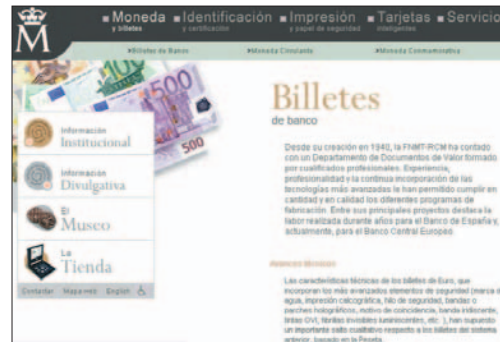 M
Moneda Identificación Impresión Tarjetas Servicio
y billetes y certificación y papel de seguridad inteligentes
Billetes de Banco Moneda Circulante Moneda Conmemorativa
500
500
Billetes
de banco
Información
Institucional
Información
Divulgativa
El
Museo
La
Tienda
Contactar Mapa web English
Desde su creación en 1940, la FNMT-RCM ha contado
con un Departamento de Documentos de Valor formado
por cualificados profesionales. Experiencia,
profesionalidad y la continua incorporación de las
tecnologías más avanzadas le han permitido cumplir en
cantidad y en calidad los diferentes programas de
fabricación. Entre sus principales proyectos destaca la
labor realizada durante años para el Banco de España y,
actualmente, para el Banco Central Europeo.
Las características técnicas de los billetes de Euro, que
incorporan los más avanzados elementos de seguridad (marca d
agua, impresión calcográfica, hilo de seguridad, bandas o
parches holográficos, motivo de coincidencia, banda iridiscente,
tintas OVI, fibrillas invisibles luminiscentes, etc. ), han supuesto
un importante salto cualitativo respecto a los billetes del sistema
anterior, basado en la Peseta.